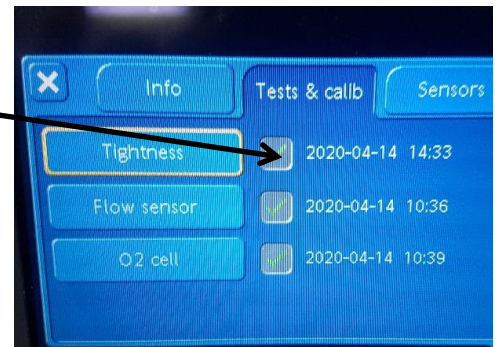 Info Tests & calib Sensors
Tightness 2020-04-14 14:33
Flow sensor 2020-04-14 10:36
O2 cell 2020-04-14 10:39